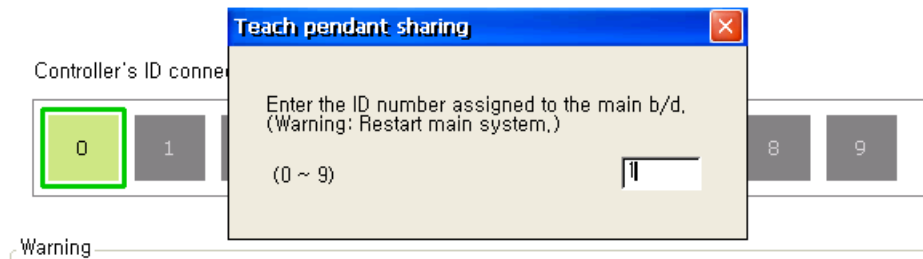 Teach pendant sharing
Controller's ID conne
Enter the ID number assigned to the main b/d.
(Warning: Restart main system.)
0 1 8 9
(0 ~ 9) 1
Warning